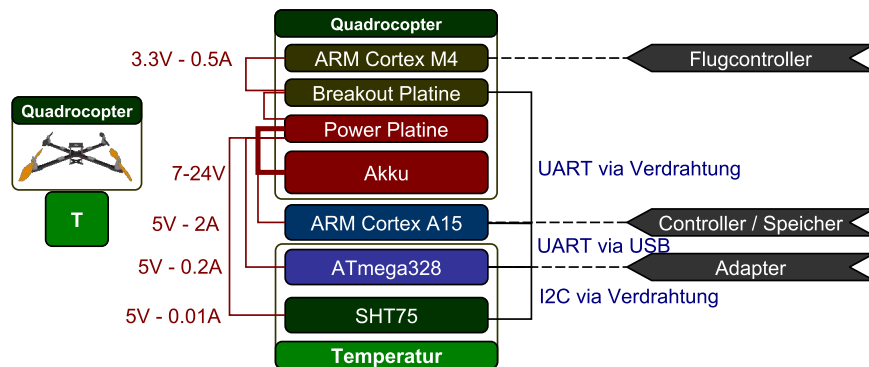 Quadrocopter
3.3V - 0.5A
ARM Cortex M4
Flugcontroller
Breakout Platine
Quadrocopter
Power Platine
7-24V
Akku
UART via Verdrahtung
T
5V - 2A
ARM Cortex A15
Controller / Speicher
UART via USB
5V - 0.2A
ATmega328
Adapter
I2C via Verdrahtung
5V - 0.01A
SHT75
Temperatur